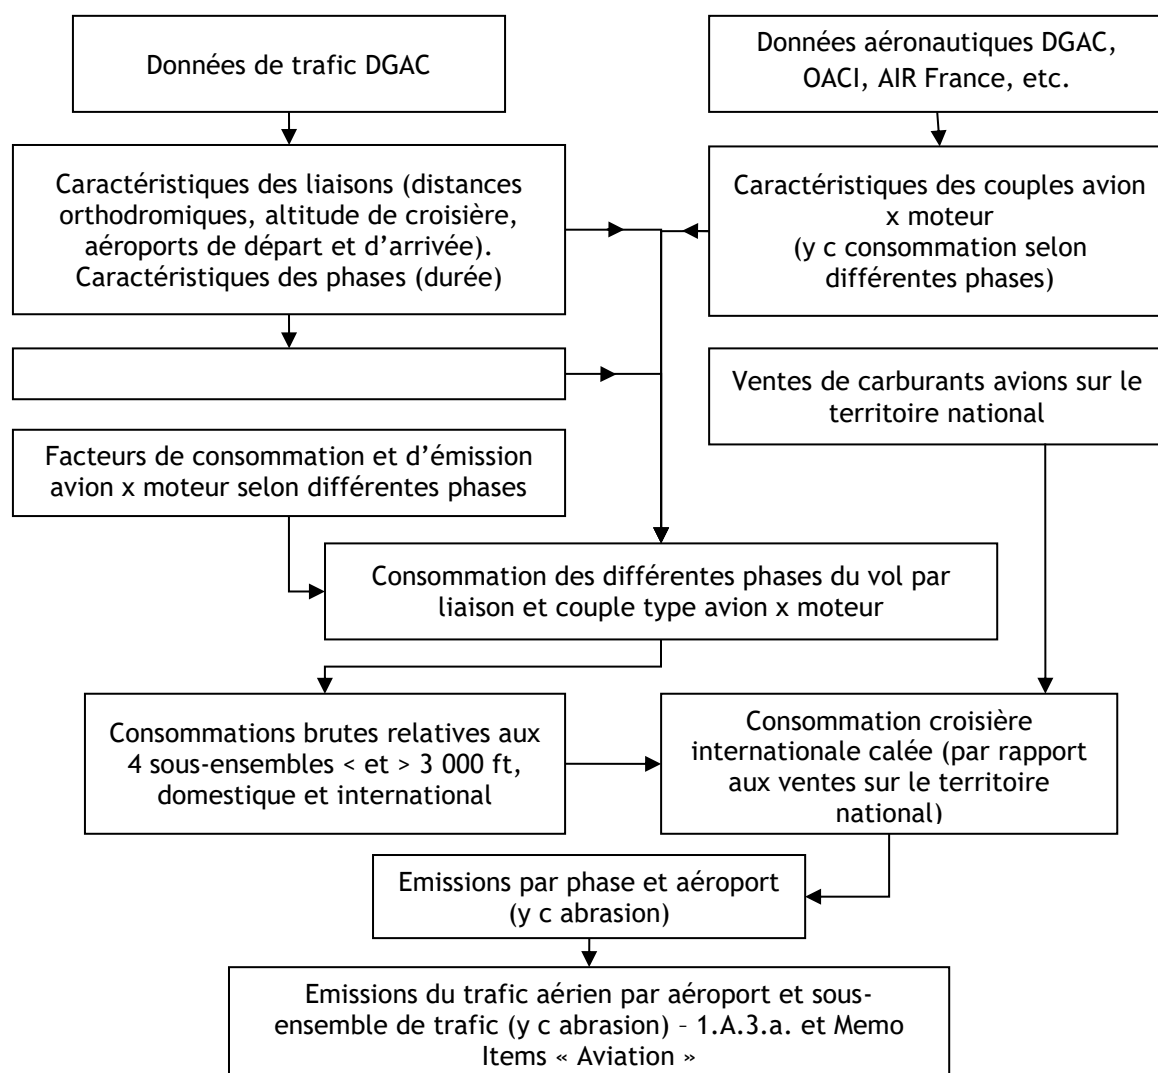 Données de trafic DGAC
Données aéronautiques DGAC,
OACI, AIR France, etc.
Caractéristiques des liaisons (distances
orthodromiques, altitude de croisière,
aéroports de départ et d’arrivée).
Caractéristiques des phases (durée)
Caractéristiques des couples avion
x moteur
(y c consommation selon
différentes phases)
Ventes de carburants avions sur le
territoire national
Facteurs de consommation et d’émission
avion x moteur selon différentes phases
Consommation des différentes phases du vol par
liaison et couple type avion x moteur
Consommations brutes relatives aux
4 sous-ensembles < et > 3 000 ft,
domestique et international
Consommation croisière
internationale calée (par rapport
aux ventes sur le territoire
national)
Emissions par phase et aéroport
(y c abrasion)
Emissions du trafic aérien par aéroport et sous-
ensemble de trafic (y c abrasion) – 1.A.3.a. et Memo
Items « Aviation »